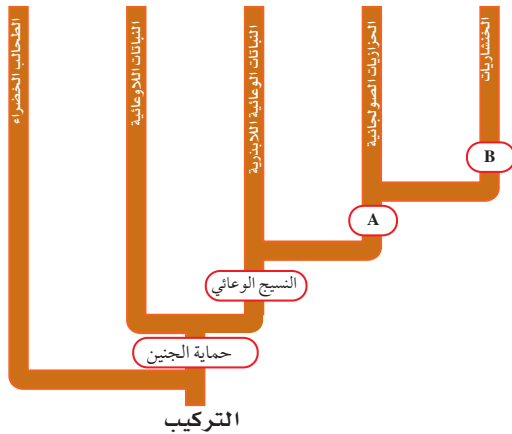 الطحالب الخضراء
النباتات اللاوعائية
النباتات الوعائية اللابذرية
الحزازيات الصولجانية
الخنشاريات
B
A
النسيج الوعائي
حماية الجنين
التركيب